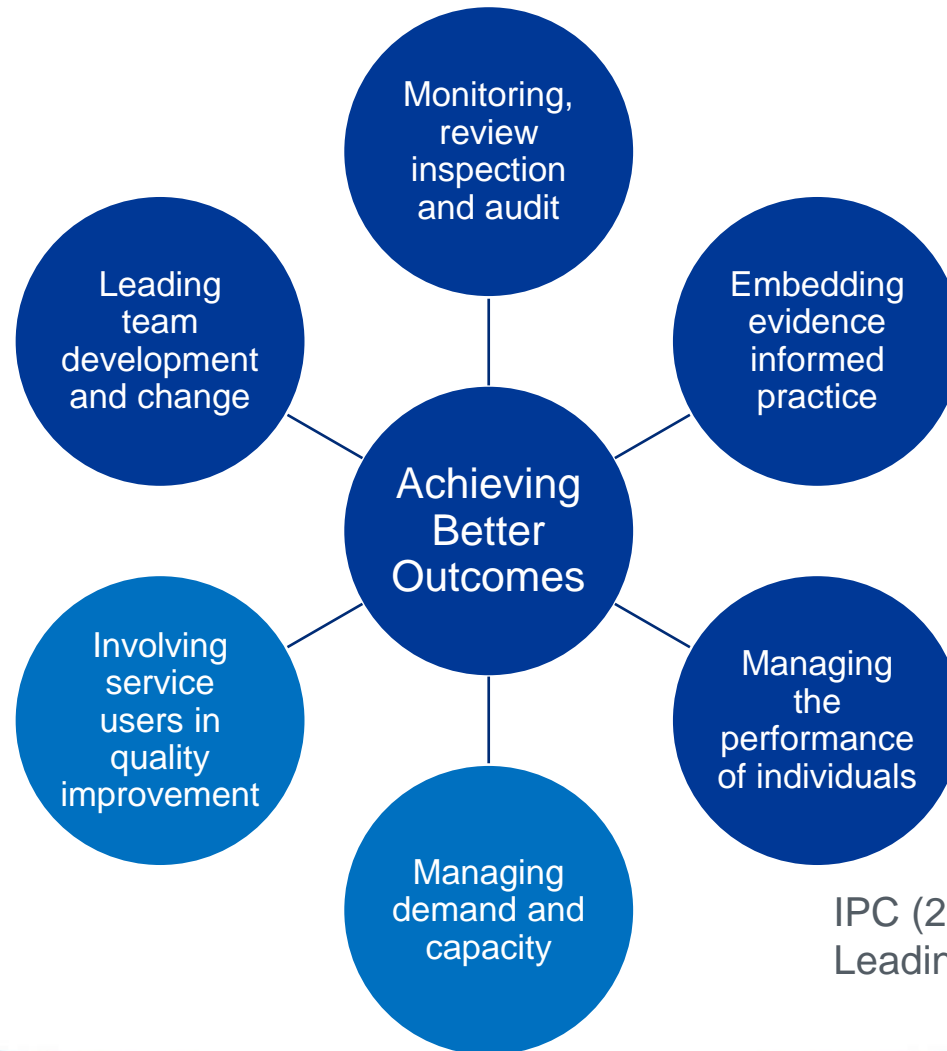 Monitoring,
review
inspection
and audit
Embedding
evidence
informed
practice
Managing
the
performance
of individuals
Managing
demand and
capacity
Involving
service
users in
quality
improvement
Leading
team
development
and change
Achieving
Better
Outcomes
IPC (2
Leadin